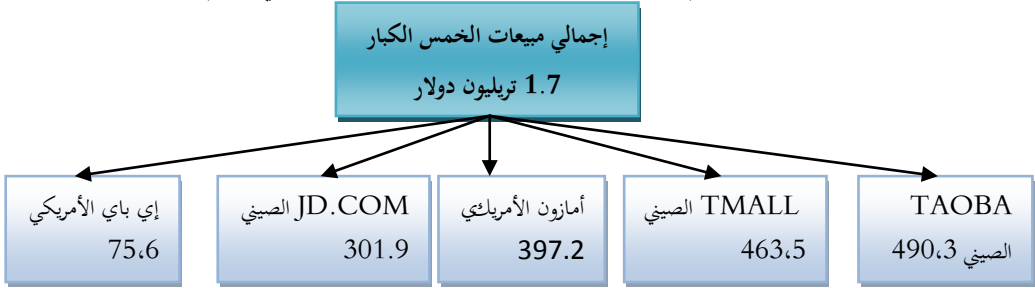 إجمالي مبيعات الخمس الكبار
1.7 تريليون دولار
TAOBA
الصيني 490،3
TMALL الصيني
463،5
أمازون الأمريكي
397.2
JD.COM الصيني
301.9
إي باي الأمريكي
75،6